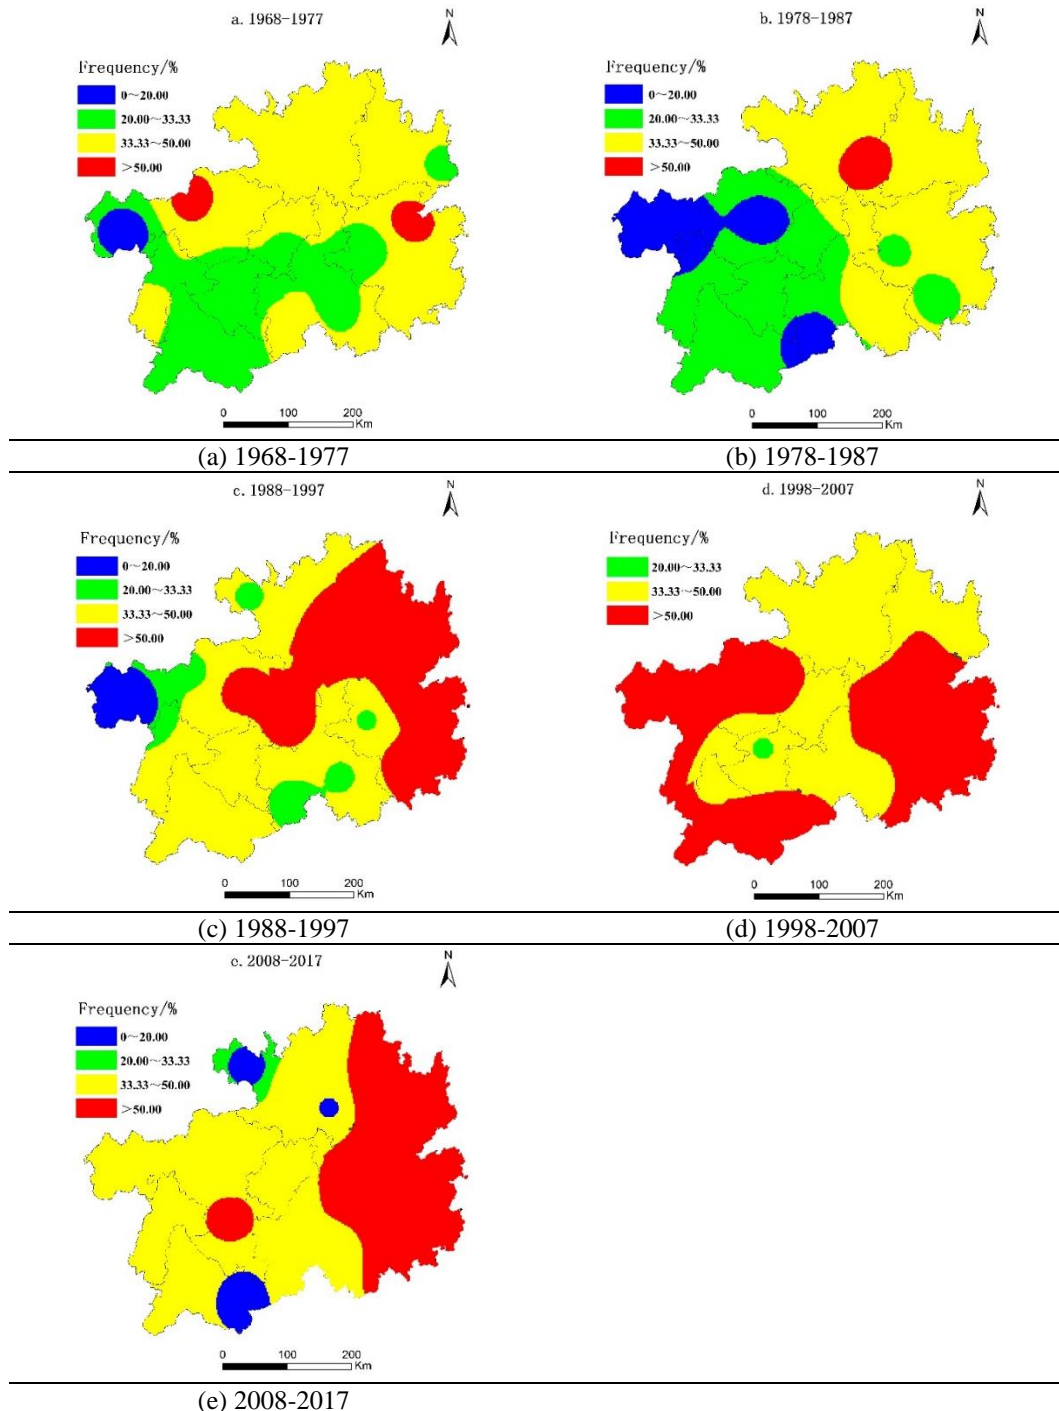 a. 1968-1977
N
Frequency/%
0～20.00
20.00～33.33
33.33～50.00
＞50.00
0 100 200
Km
b. 1978-1987
N
Frequency/%
0～20.00
20.00～33.33
33.33～50.00
＞50.00
0 100 200
Km
(a) 1968-1977
(b) 1978-1987
c. 1988-1997
N
Frequency/%
0～20.00
20.00～33.33
33.33～50.00
＞50.00
0 100 200
Km
d. 1998-2007
N
Frequency/%
20.00～33.33
33.33～50.00
＞50.00
0 100 200
Km
(c) 1988-1997
(d) 1998-2007
e. 2008-2017
N
Frequency/%
0～20.00
20.00～33.33
33.33～50.00
＞50.00
0 100 200
Km
(e) 2008-2017